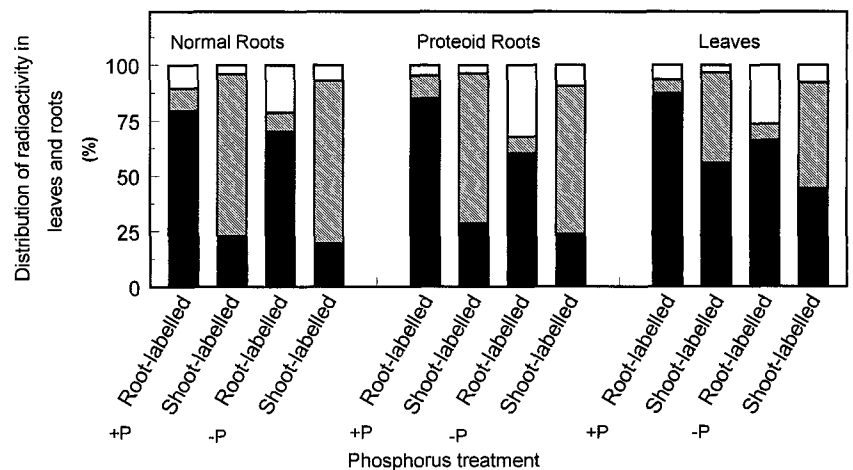 Distribution of radioactivity in
leaves and roots
(%)
Normal Roots
Proteoid Roots
Leaves
100
75
50
25
0
Root-labelled
Shoot-labelled
Root-labelled
Shoot-labelled
Root-labelled
Shoot-labelled
Root-labelled
Shoot-labelled
Root-labelled
Shoot-labelled
Root-labelled
Shoot-labelled
+P
-P
+P
-P
+P
-P
Phosphorus treatment